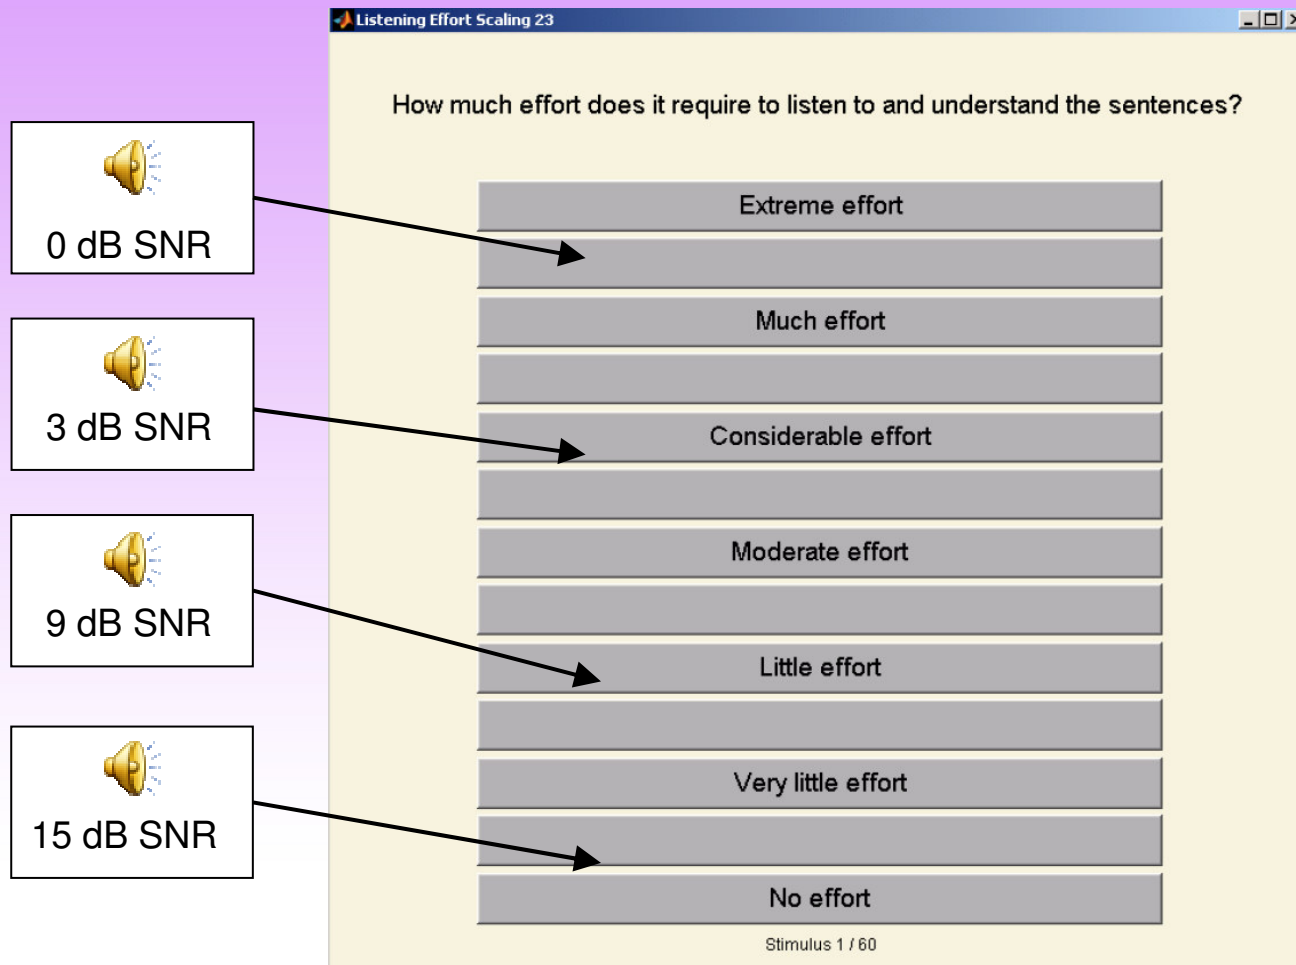 Listening Effort Scaling 23
How much effort does it require to listen to and understand the sentences?
0 dB SNR
3 dB SNR
9 dB SNR
15 dB SNR
Extreme effort
Much effort
Considerable effort
Moderate effort
Little effort
Very little effort
No effort
Stimulus 1 / 60